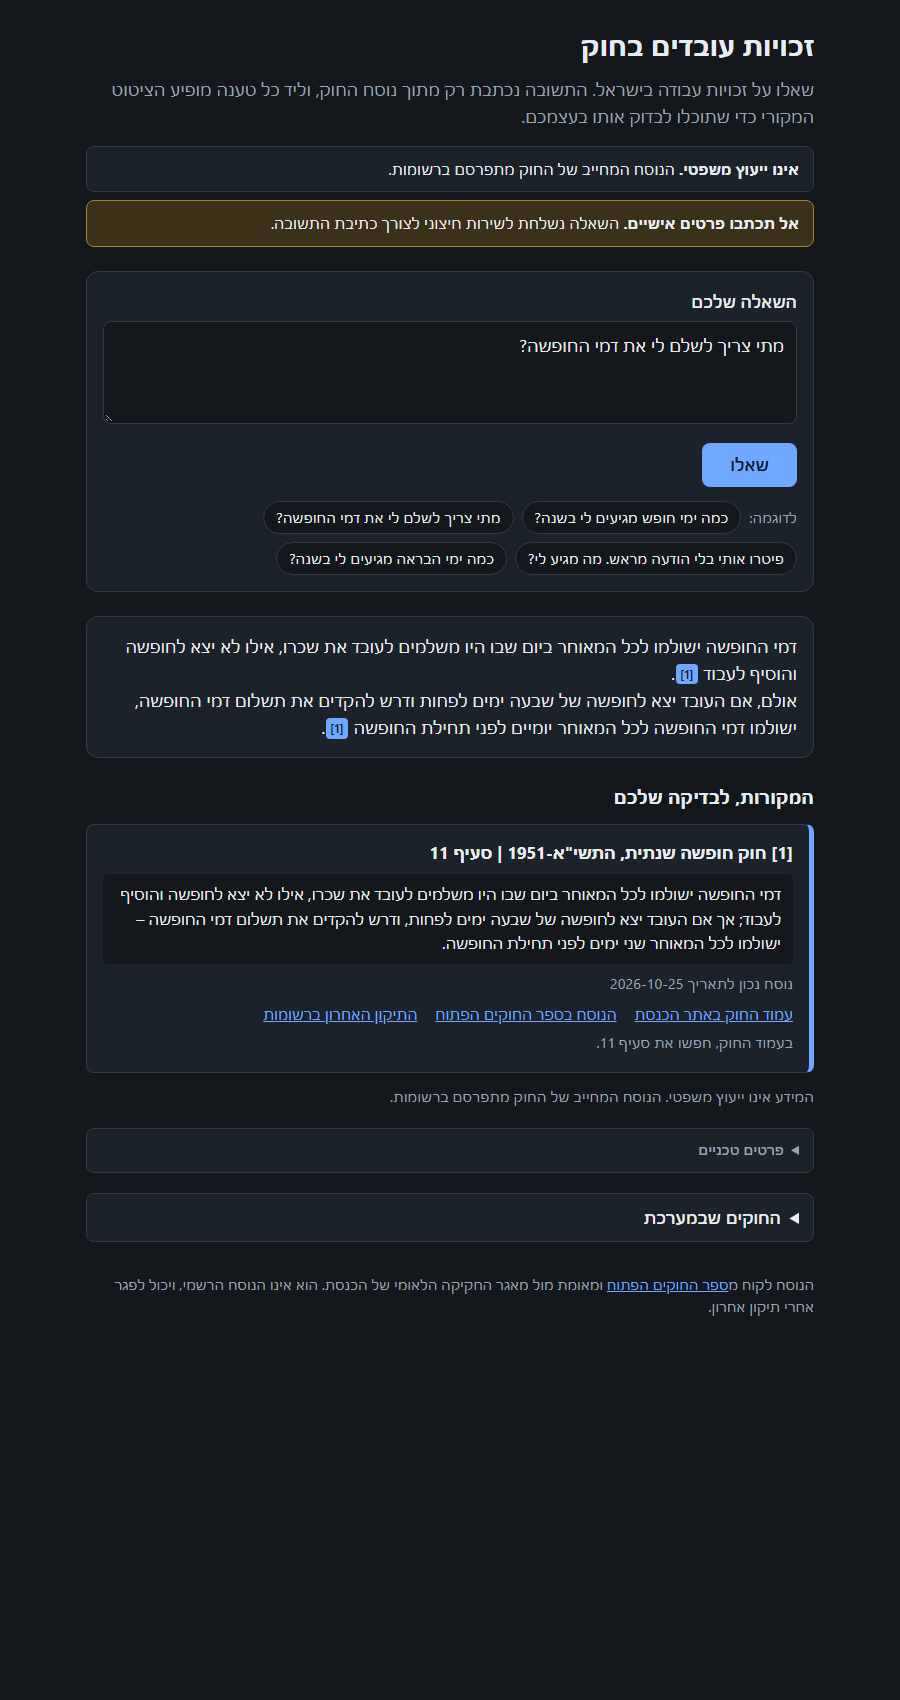 זכויות עובדים בחוק
שאלו על זכויות עבודה בישראל. התשובה נכתבת רק מתוך נוסח החוק, וליד כל טענה מופיע הציטוט
המקורי כדי שתוכלו לבדוק אותו בעצמכם.
אינו ייעוץ משפטי. הנוסח המחייב של החוק מתפרסם ברשומות.
אל תכתבו פרטים אישיים. השאלה נשלחת לשירות חיצוני לצורך כתיבת התשובה.
השאלה שלכם
מתי צריך לשלם לי את דמי החופשה?
שאלו
לדוגמה: כמה ימי חופש מגיעים לי בשנה? מתי צריך לשלם לי את דמי החופשה?
פיטרו אותי בלי הודעה מראש. מה מגיע לי? כמה ימי הבראה מגיעים לי בשנה?
דמי החופשה ישולמו לכל המאוחר ביום שבו היו משלמים לעובד את שכרו, אילו לא יצא לחופשה
והוסיף לעבוד [1].
אולם, אם העובד יצא לחופשה של שבעה ימים לפחות ודרש להקדים את תשלום דמי החופשה,
ישולמו דמי החופשה לכל המאוחר יומיים לפני תחילת החופשה [1].
המקורות, לבדיקה שלכם
[1] חוק חופשה שנתית, התשי"א-1951 | סעיף 11
דמי החופשה ישולמו לכל המאוחר ביום שבו היו משלמים לעובד את שכרו, אילו לא יצא לחופשה והוסיף
לעבוד; אך אם העובד יצא לחופשה של שבעה ימים לפחות, ודרש להקדים את תשלום דמי החופשה –
ישולמו לכל המאוחר שני ימים לפני תחילת החופשה.
נוסח נכון לתאריך 2026-10-25
עמוד החוק באתר הכנסת הנוסח בספר החוקים הפתוח התיקון האחרון ברשומות
בעמוד החוק, חפשו את סעיף 11.
המידע אינו ייעוץ משפטי. הנוסח המחייב של החוק מתפרסם ברשומות.
פרטים טכניים
החוקים שבמערכת
הנוסח לקוח מספר החוקים הפתוח ומאומת מול מאגר החקיקה הלאומי של הכנסת. הוא אינו הנוסח הרשמי, ויכול לפגר
אחרי תיקון אחרון.